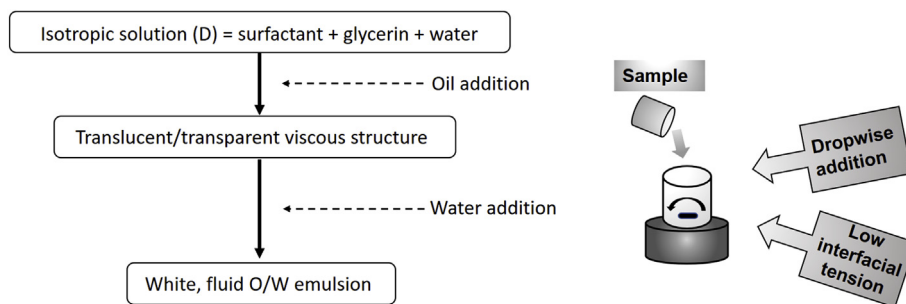 Isotropic solution (D) = surfactant + glycerin + water
Oil addition
Translucent/transparent viscous structure
Water addition
White, fluid O/W emulsion
Sample
Dropwise
addition
Low
interfacial
tension